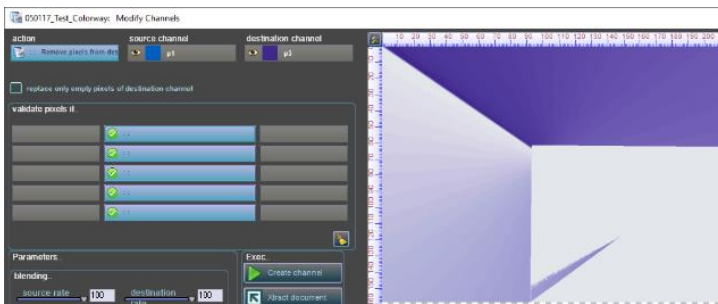 050117_Test_Colorway: Modify Channels
action source channel destination channel
Remove pixels from des µ1 µ3
replace only empty pixels of destination channel
validate pixels if..
Parameters.. Exec.
blending.. Create channel
source rate 100 destination rate 100
Xtract document
10 20 30 40 50 60 70 80 90 100 110 120 130 140 150 160 170 180 190 200